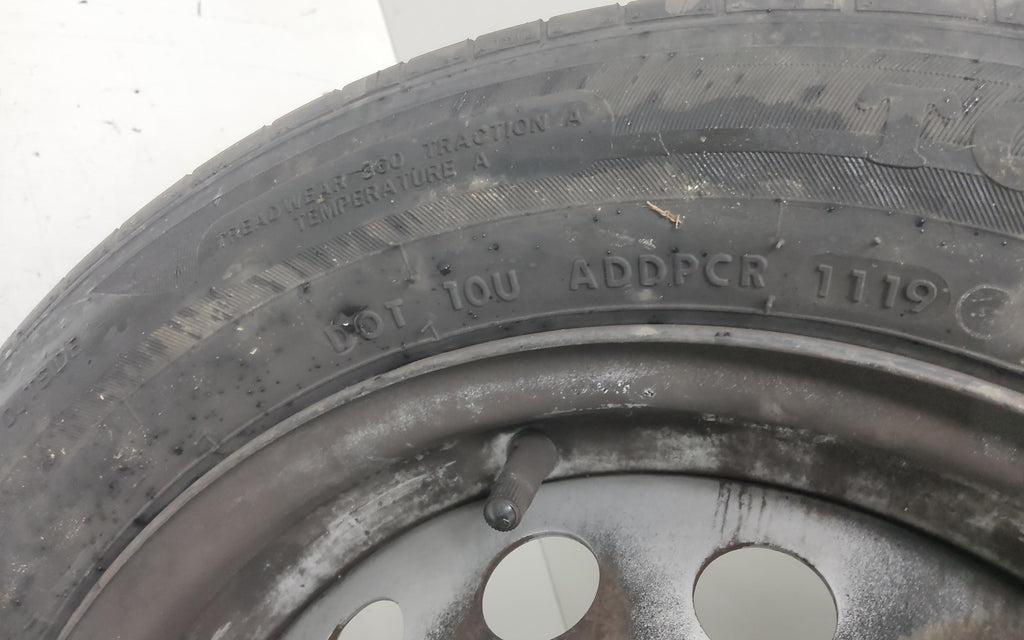 TREADWEAR 360 TRACTION A
TEMPERATURE A
DOT 10U ADDPCR 1119